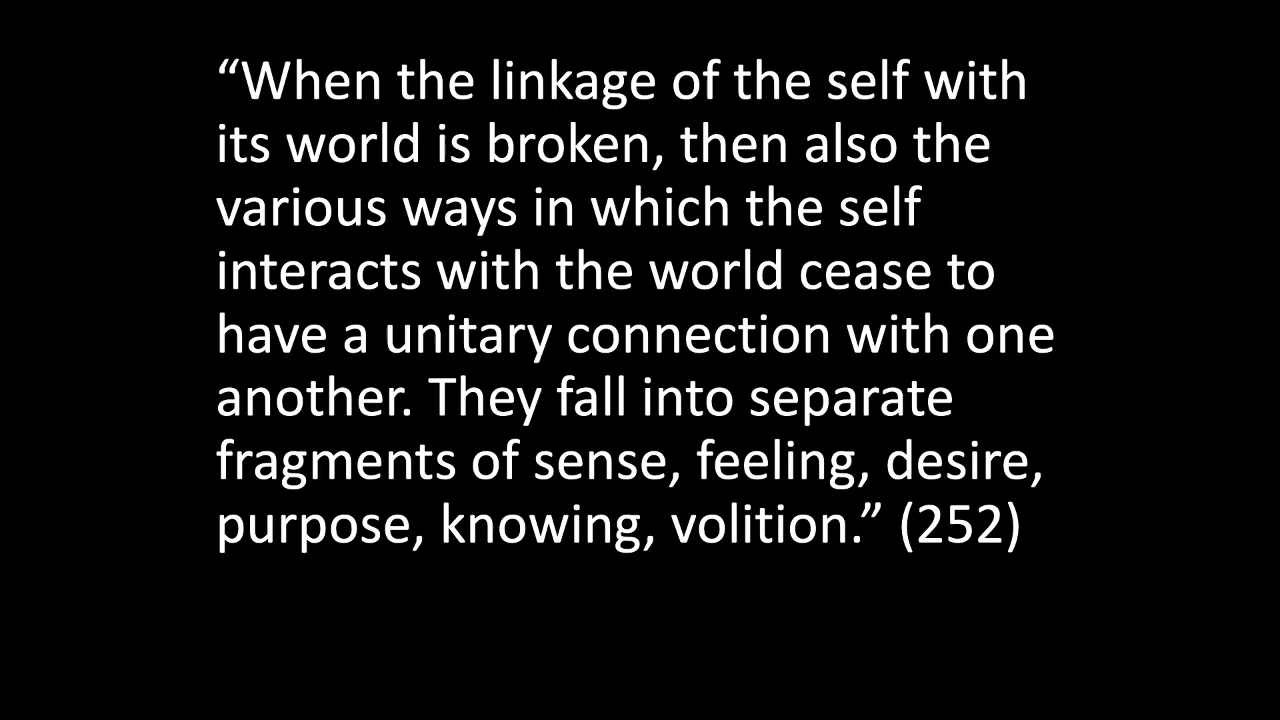 “When the linkage of the self with
its world is broken, then also the
various ways in which the self
interacts with the world cease to
have a unitary connection with one
another. They fall into separate
fragments of sense, feeling, desire,
purpose, knowing, volition.” (252)